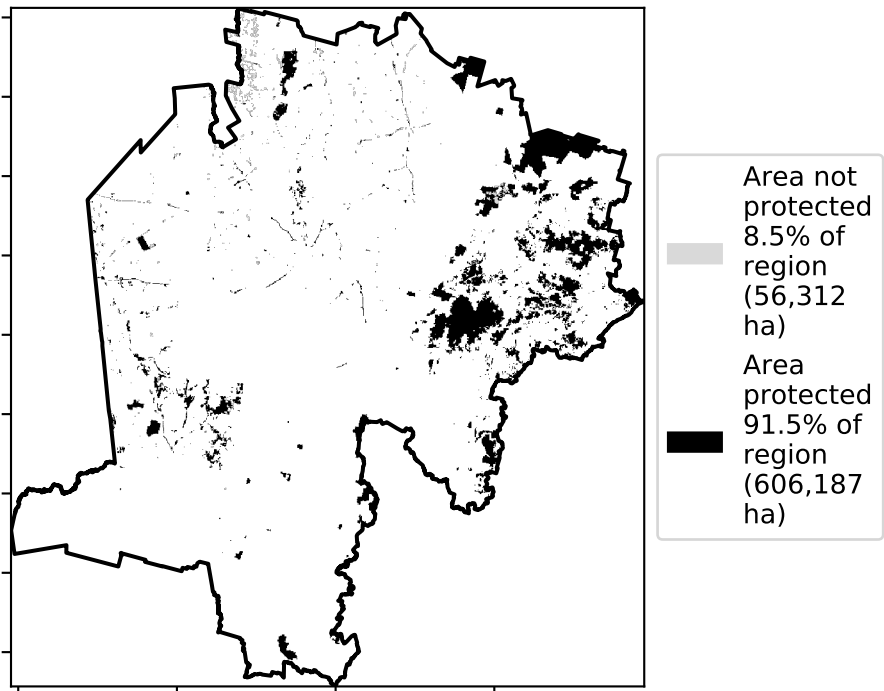 Area not
protected
8.5% of
region
(56,312
ha)
Area
protected
91.5% of
region
(606,187
ha)